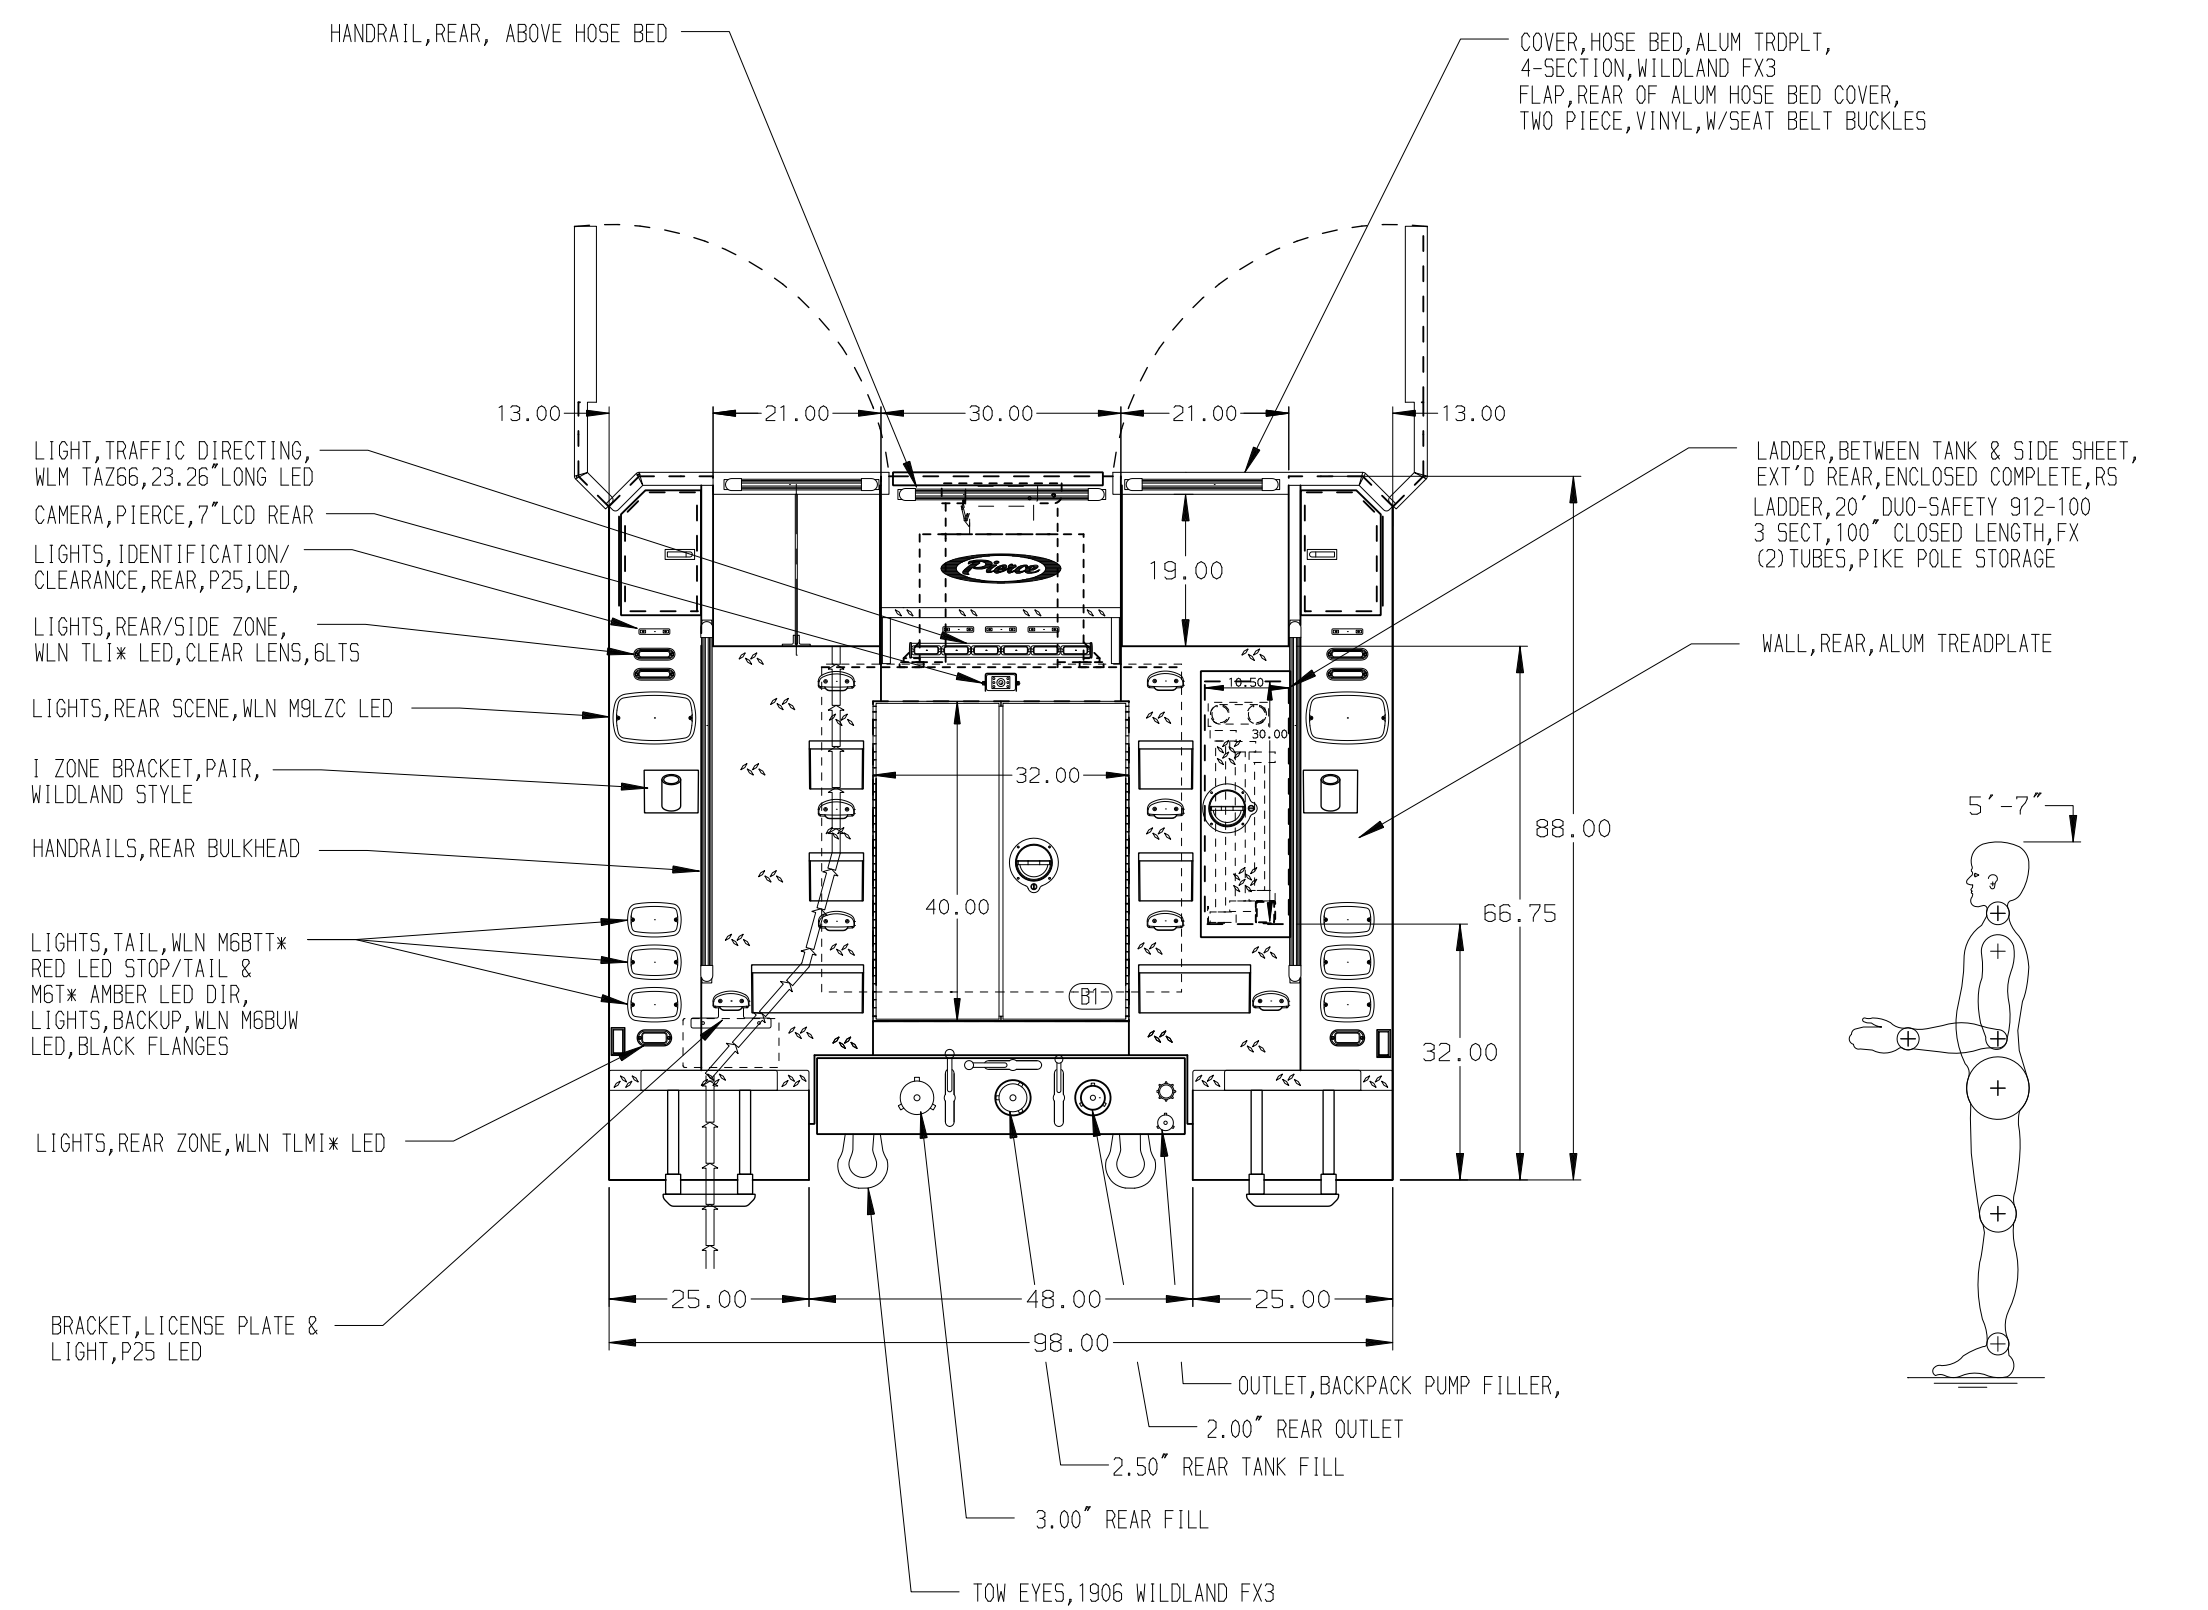 HANDRAIL,REAR, ABOVE HOSE BED
COVER,HOSE BED,ALUM TRDPLT,
4-SECTION,WILDLAND FX3
FLAP,REAR OF ALUM HOSE BED COVER,
TWO PIECE,VINYL,W/SEAT BELT BUCKLES
13.00
21.00
30.00
21.00
13.00
LIGHT,TRAFFIC DIRECTING,
WLM TAZ66,23.26"LONG LED
CAMERA,PIERCE,7"LCD REAR
LIGHTS,IDENTIFICATION/
CLEARANCE,REAR,P25,LED,
LIGHTS,REAR/SIDE ZONE,
WLN TLI* LED,CLEAR LENS,6LTS
LIGHTS,REAR SCENE,WLN M9LZC LED
I ZONE BRACKET,PAIR,
WILDLAND STYLE
HANDRAILS,REAR BULKHEAD
LIGHTS,TAIL,WLN M6BTT*
RED LED STOP/TAIL &
M6T* AMBER LED DIR,
LIGHTS,BACKUP,WLN M6BUW
LED,BLACK FLANGES
LIGHTS,REAR ZONE,WLN TLMI* LED
BRACKET,LICENSE PLATE &
LIGHT,P25 LED
Pierce
19.00
10.50
30.00
32.00
40.00
B1
LADDER,BETWEEN TANK & SIDE SHEET,
EXT'D REAR,ENCLOSED COMPLETE,RS
LADDER,20' DUO-SAFETY 912-100
3 SECT,100" CLOSED LENGTH,FX
(2)TUBES,PIKE POLE STORAGE
WALL,REAR,ALUM TREADPLATE
88.00
66.75
32.00
5'-7"
25.00
48.00
25.00
98.00
OUTLET,BACKPACK PUMP FILLER,
2.00" REAR OUTLET
2.50" REAR TANK FILL
3.00" REAR FILL
TOW EYES,1906 WILDLAND FX3